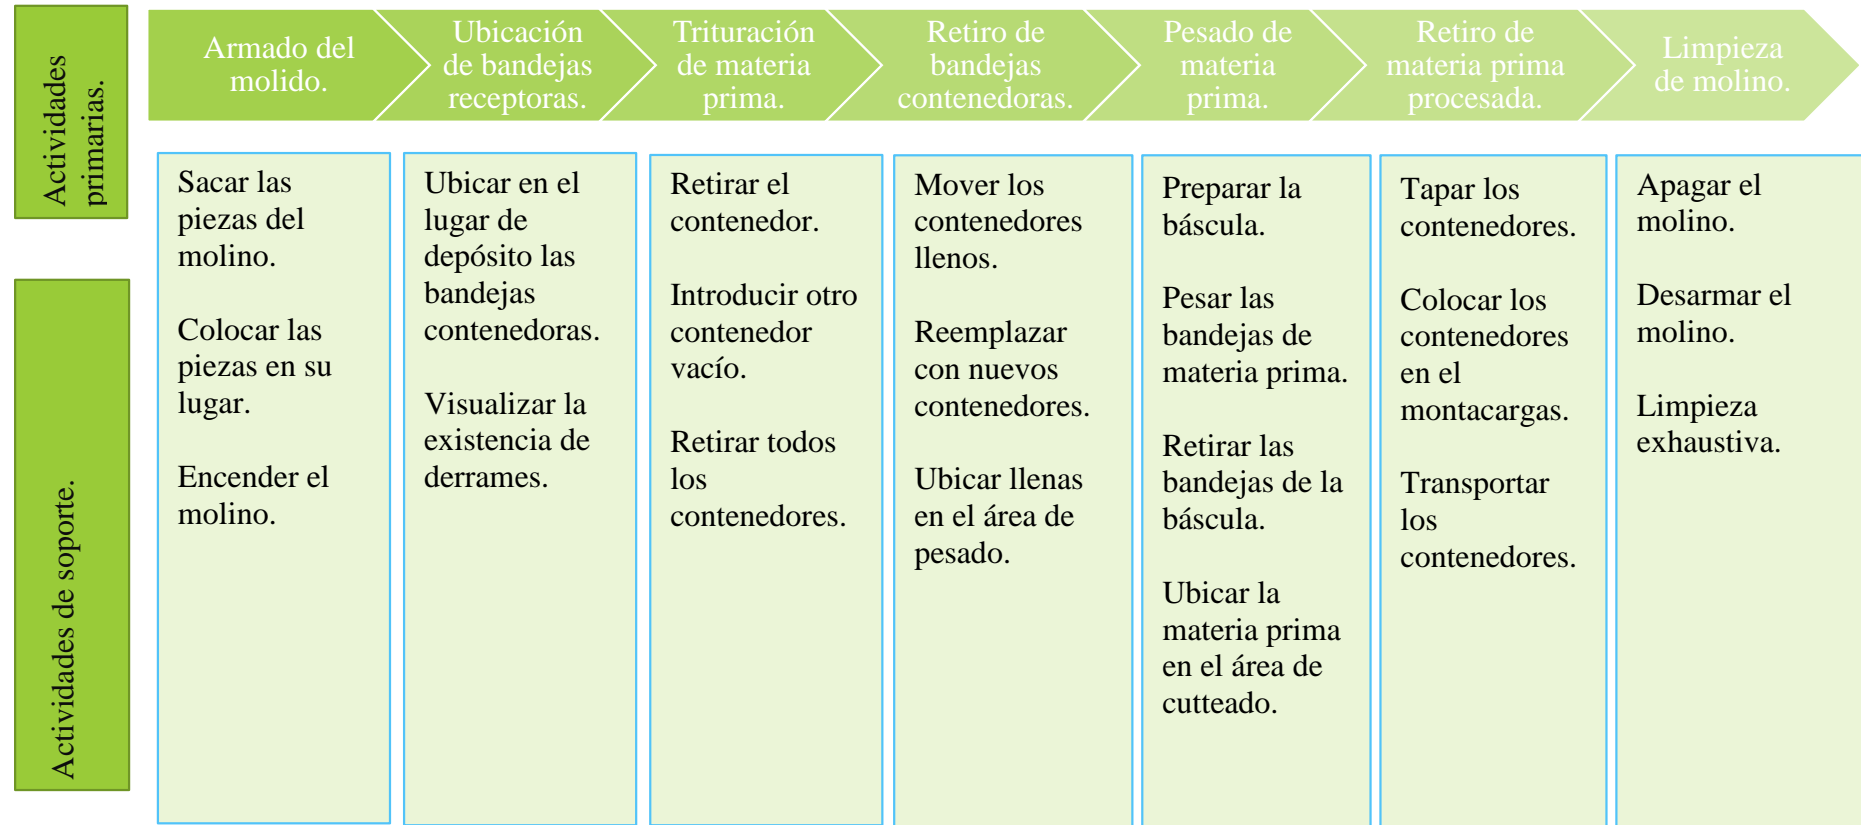 Actividades
primarias.
Armado del
molido.
Ubicación
de bandejas
receptoras.
Trituración
de materia
prima.
Retiro de
bandejas
contenedoras.
Pesado de
materia
prima.
Retiro de
materia prima
procesada.
Limpieza
de molino.
Actividades de soporte.
Sacar las
piezas del
molino.
Colocar las
piezas en su
lugar.
Encender el
molino.
Ubicar en el
lugar de
depósito las
bandejas
contenedoras.
Visualizar la
existencia de
derrames.
Retirar el
contenedor.
Introducir otro
contenedor
vacío.
Retirar todos
los
contenedores.
Mover los
contenedores
llenos.
Reemplazar
con nuevos
contenedores.
Ubicar llenas
en el área de
pesado.
Preparar la
báscula.
Pesar las
bandejas de
materia prima.
Retirar las
bandejas de la
báscula.
Ubicar la
materia prima
en el área de
cutteado.
Tapar los
contenedores.
Colocar los
contenedores
en el
montacargas.
Transportar
los
contenedores.
Apagar el
molino.
Desarmar el
molino.
Limpieza
exhaustiva.